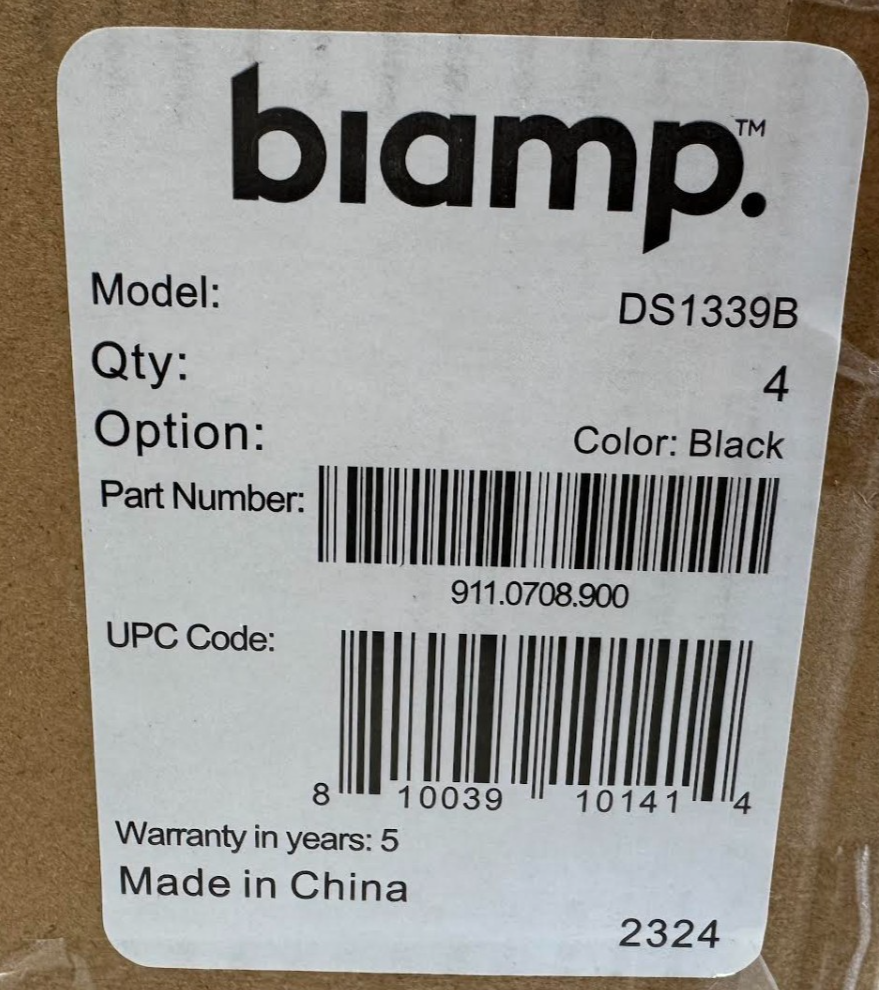 biamp.™
Model: DS1339B
Qty: 4
Option: Color: Black
Part Number:
911.0708.900
UPC Code:
8 10039 10141 4
Warranty in years: 5
Made in China
2324